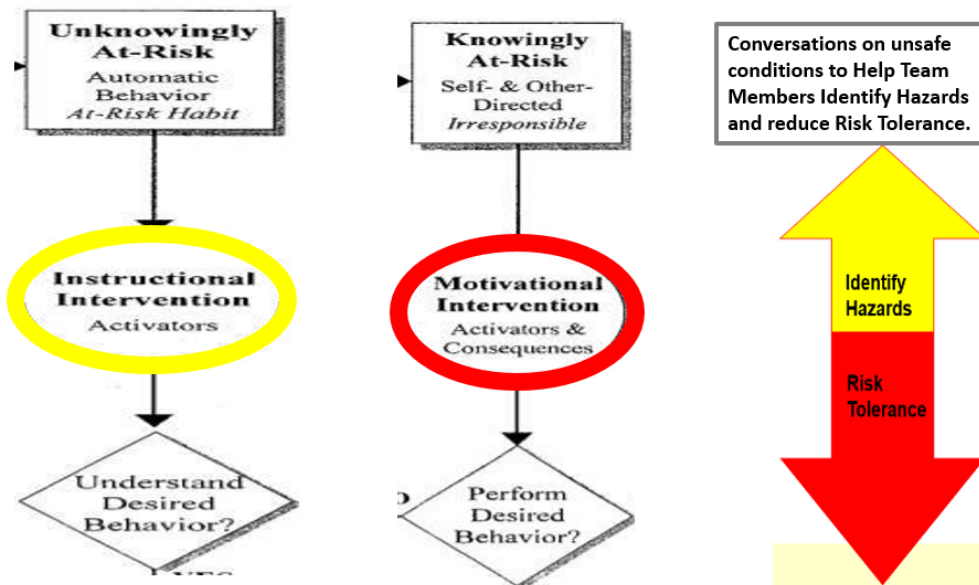 Unknowingly
At-Risk
Automatic
Behavior
At-Risk Habit
Instructional
Intervention
Activators
Understand
Desired
Behavior?
Knowingly
At-Risk
Self- & Other-
Directed
Irresponsible
Motivational
Intervention
Activators &
Consequences
Perform
Desired
Behavior?
Conversations on unsafe
conditions to Help Team
Members Identify Hazards
and reduce Risk Tolerance.
Identify
Hazards
Risk
Tolerance